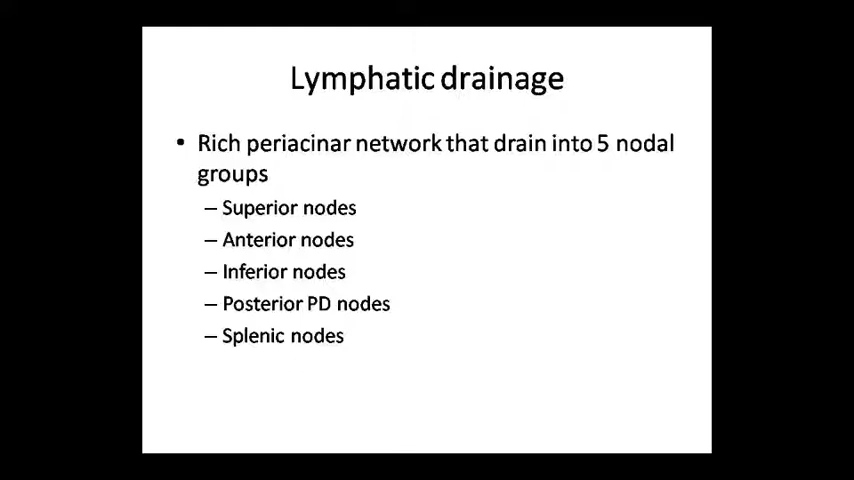 Lymphatic drainage
• Rich periacinar network that drain into 5 nodal
groups
– Superior nodes
– Anterior nodes
– Inferior nodes
– Posterior PD nodes
– Splenic nodes